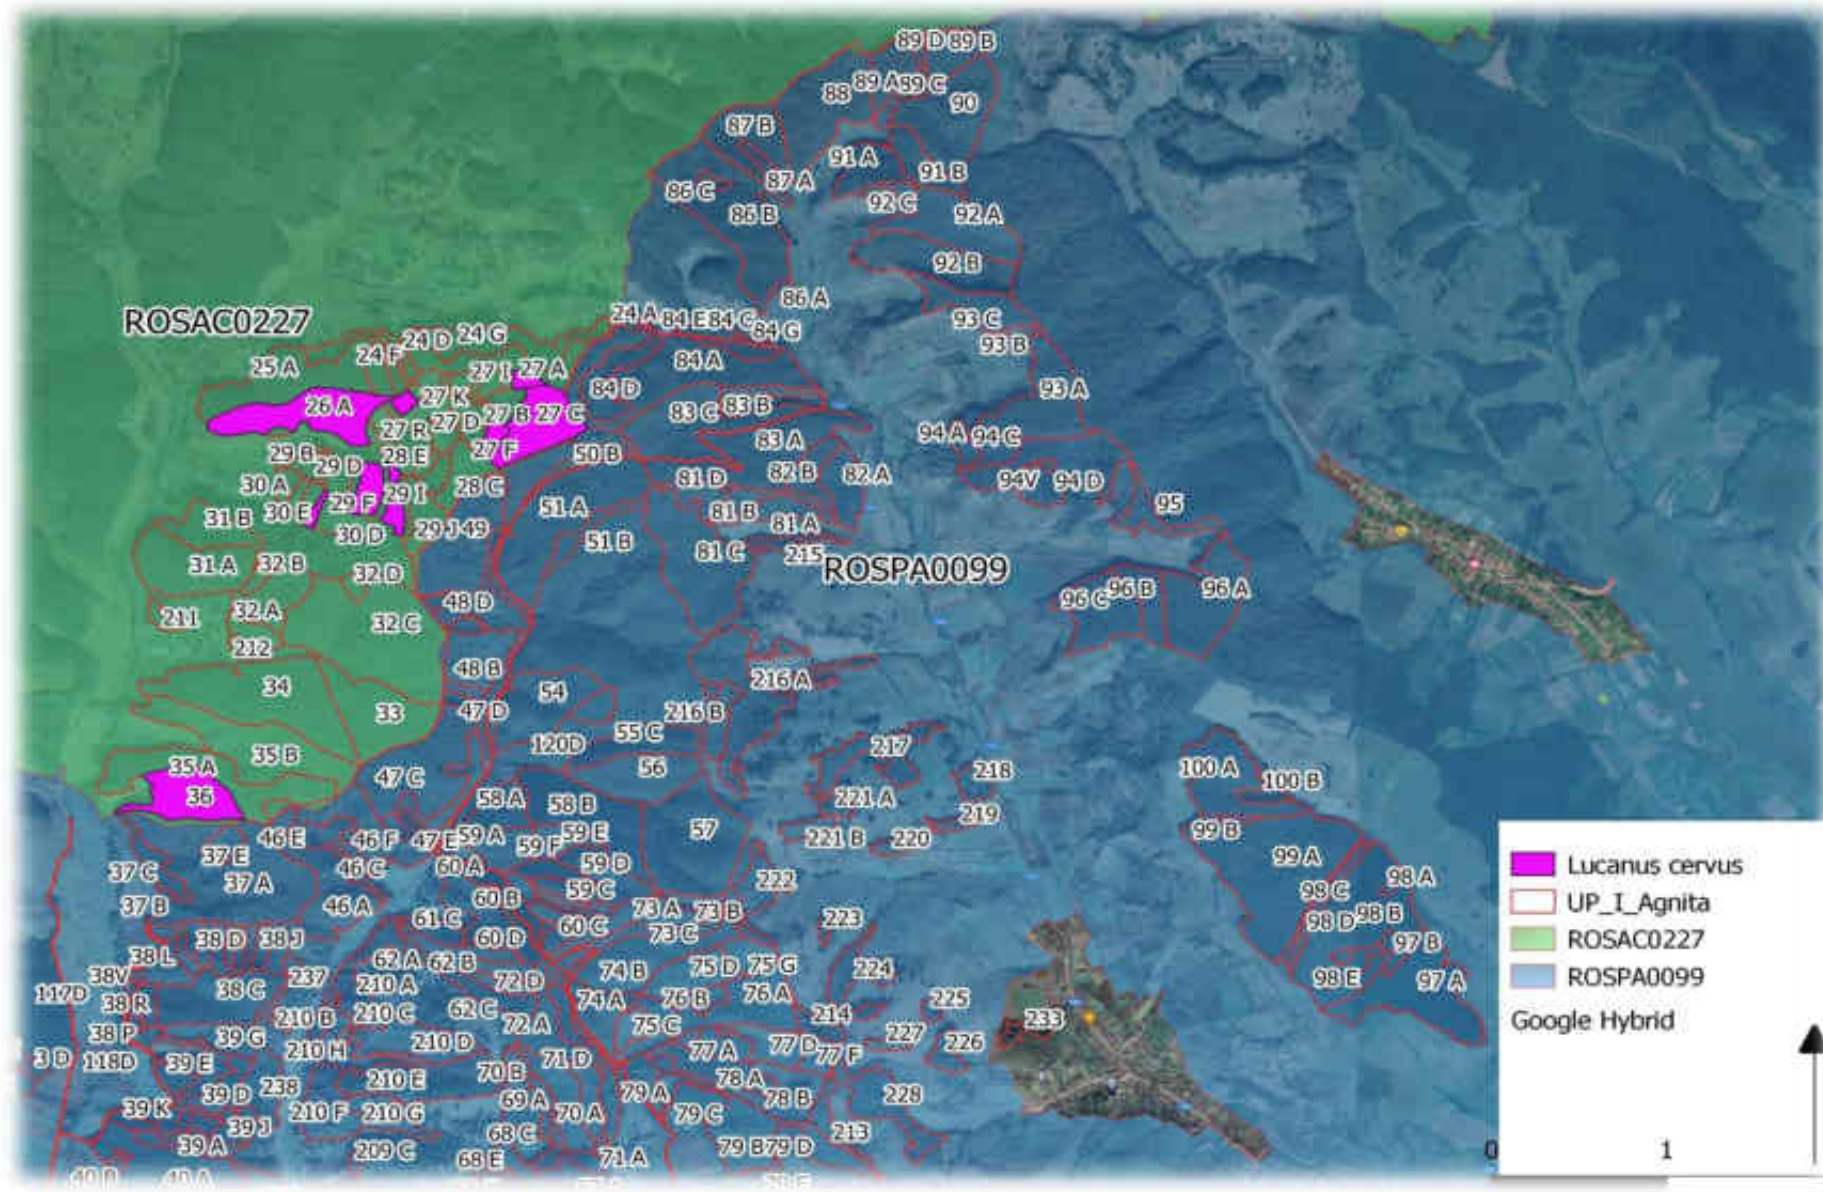 89 D 89 B
89 A 89 C
88
90
87 B
91 A
91 B
87 A
86 C
92 C
86 B
92 A
92 B
86 A
24 A 84 E 84 C
84 G
93 C
ROSAC0227
24 D 24 G
93 B
24 F
84 A
25 A
27 I 27 A
84 D
93 A
27 K
26 A
83 B
27 B 27 C
83 C
27 D
27 R
94 A 94 C
83 A
27 F
50 B
29 B
28 E
29 D
82 B
82 A
81 D
94V 94 D
30 A
28 C
29 I
29 F
95
51 A
30 E
31 B
81 B
81 A
29 J 49
30 D
51 B
81 C
215
ROSPA0099
31 A
32 B
32 D
96 B
96 A
96 C
48 D
211
32 A
32 C
212
48 B
216 A
34
54
33
47 D
216 B
55 C
120D
217
35 B
35 A
56
218
100 A
47 C
100 B
36
58 A
58 B
221 A
219
57
99 B
46 E
46 F
47 E
59 A
59 E
221 B
220
59 F
37 E
99 A
59 D
Lucanus cervus
37 C
46 C
60 A
98 A
37 A
222
59 C
98 C
60 B
UP_I_Agnita
37 B
46 A
73 A
73 B
98 B
61 C
223
98 D
60 C
73 C
38 D
38 J
60 D
97 B
ROSAC0227
38 L
62 A
62 B
75 D
75 G
74 B
224
38V
237
72 D
98 E
97 A
ROSPA0099
210 A
117D
38 C
76 B
76 A
74 A
225
38 R
210 C
62 C
214
210 B
233
Google Hybrid
72 A
75 C
38 P
39 G
227
210 D
226
77 D
210 H
77 A
77 F
3 D
118D
39 E
71 D
70 B
210 E
78 A
39 D
238
79 A
228
69 A
78 B
39 K
210 F
210 G
70 A
79 C
39 J
68 C
213
39 A
79 B 79 D
209 C
0
1
68 E
71 A
40 A